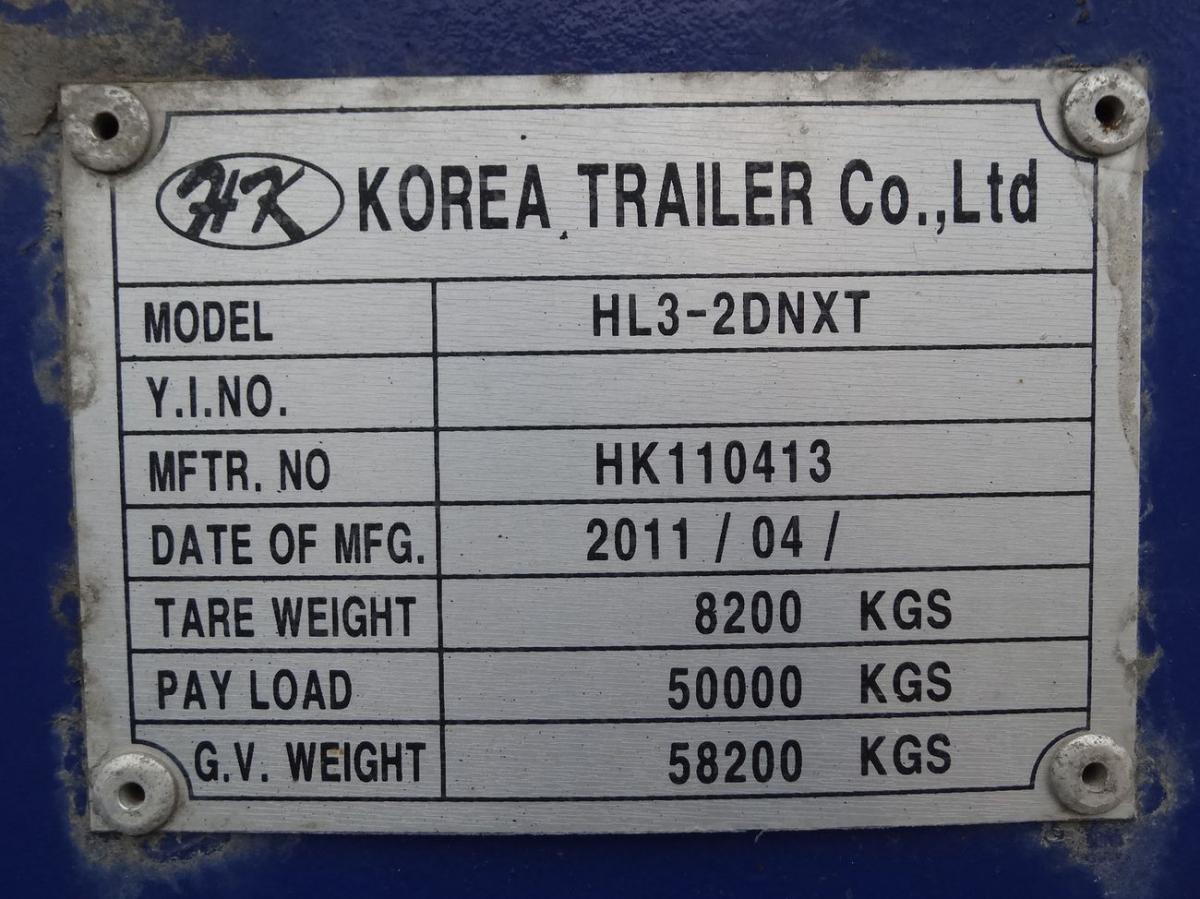 HK KOREA TRAILER Co.,Ltd
MODEL HL3-2DNXT
Y.I.NO.
MFTR. NO HK110413
DATE OF MFG. 2011 / 04 /
TARE WEIGHT 8200 KGS
PAY LOAD 50000 KGS
G.V. WEIGHT 58200 KGS